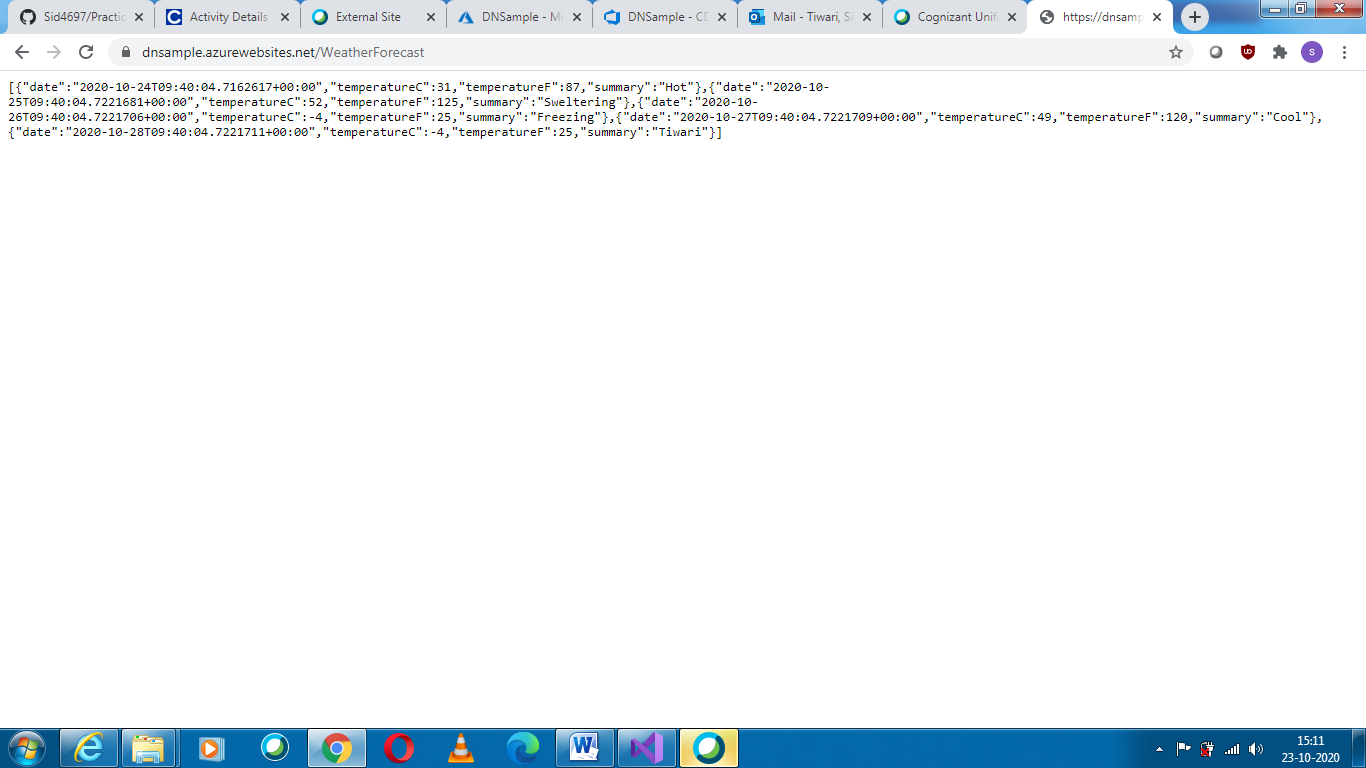 Sid4697/Practic
Activity Details
External Site
DNSample - Mi
DNSample - CD
Mail - Tiwari, Si
Cognizant Unifi
https://dnsamp
dnsample.azurewebsites.net/WeatherForecast
S
[{"date":"2020-10-24T09:40:04.7162617+00:00","temperatureC":31,"temperatureF":87,"summary":"Hot"},{"date":"2020-10-
25T09:40:04.7221681+00:00","temperatureC":52,"temperatureF":125,"summary":"Sweltering"},{"date":"2020-10-
26T09:40:04.7221706+00:00","temperatureC":-4,"temperatureF":25,"summary":"Freezing"},{"date":"2020-10-27T09:40:04.7221709+00:00","temperatureC":49,"temperatureF":120,"summary":"Cool"},
{"date":"2020-10-28T09:40:04.7221711+00:00","temperatureC":-4,"temperatureF":25,"summary":"Tiwari"}]
15:11
23-10-2020